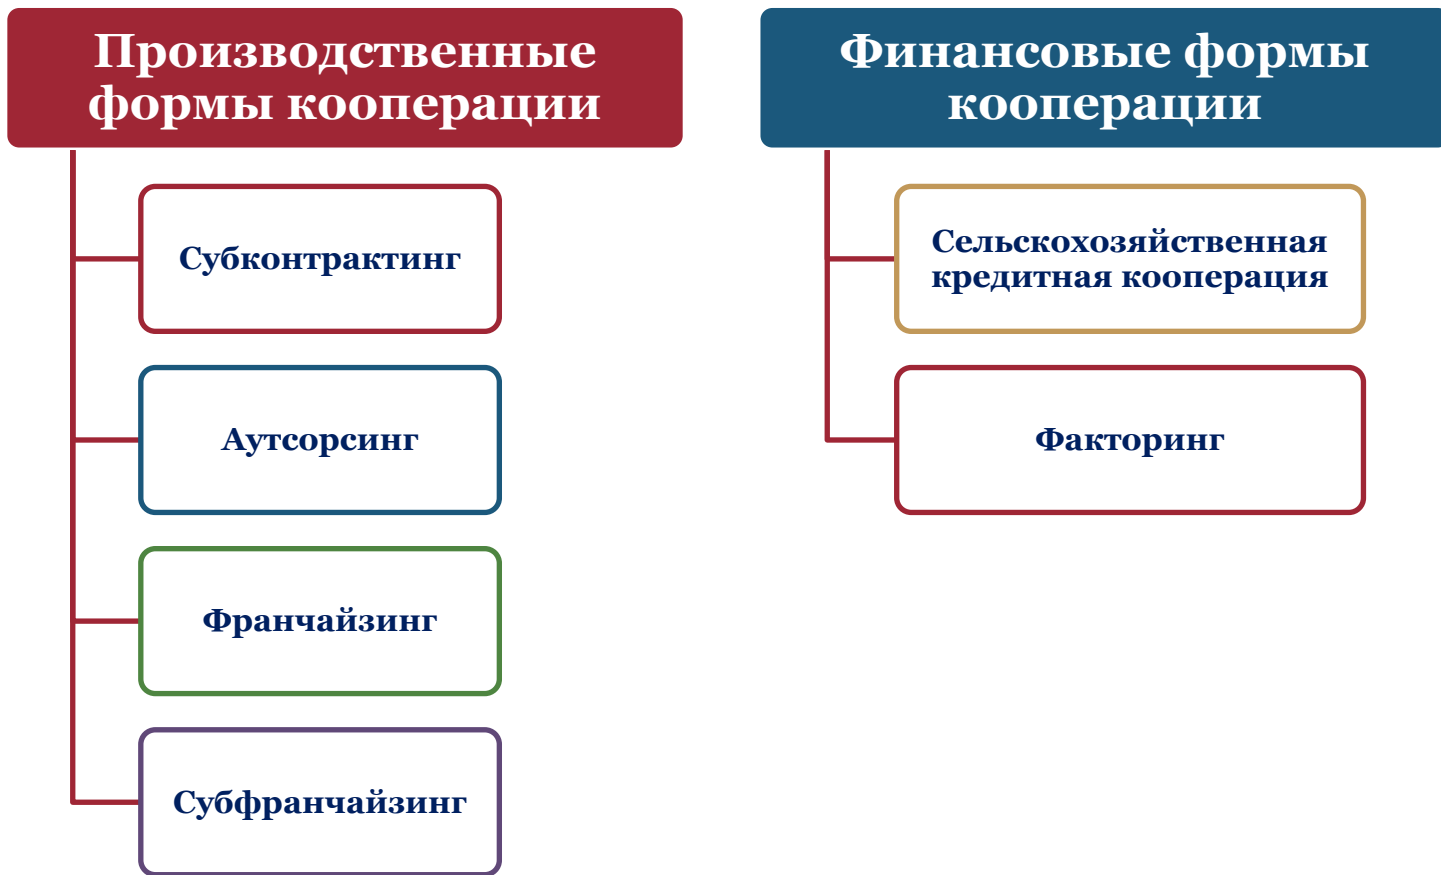 Производственные
формы кооперации
Субконтрактинг
Аутсорсинг
Франчайзинг
Субфранчайзинг
Финансовые формы
кооперации
Сельскохозяйственная
кредитная кооперация
Факторинг